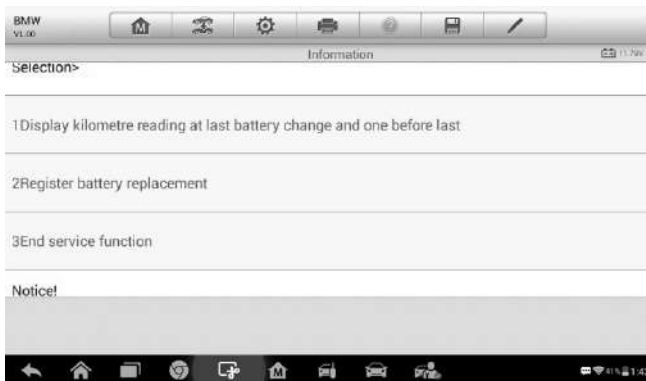 BMW
V1.00
Information
Selection>
1Display kilometre reading at last battery change and one before last
2Register battery replacement
3End service function
Notice!
41%